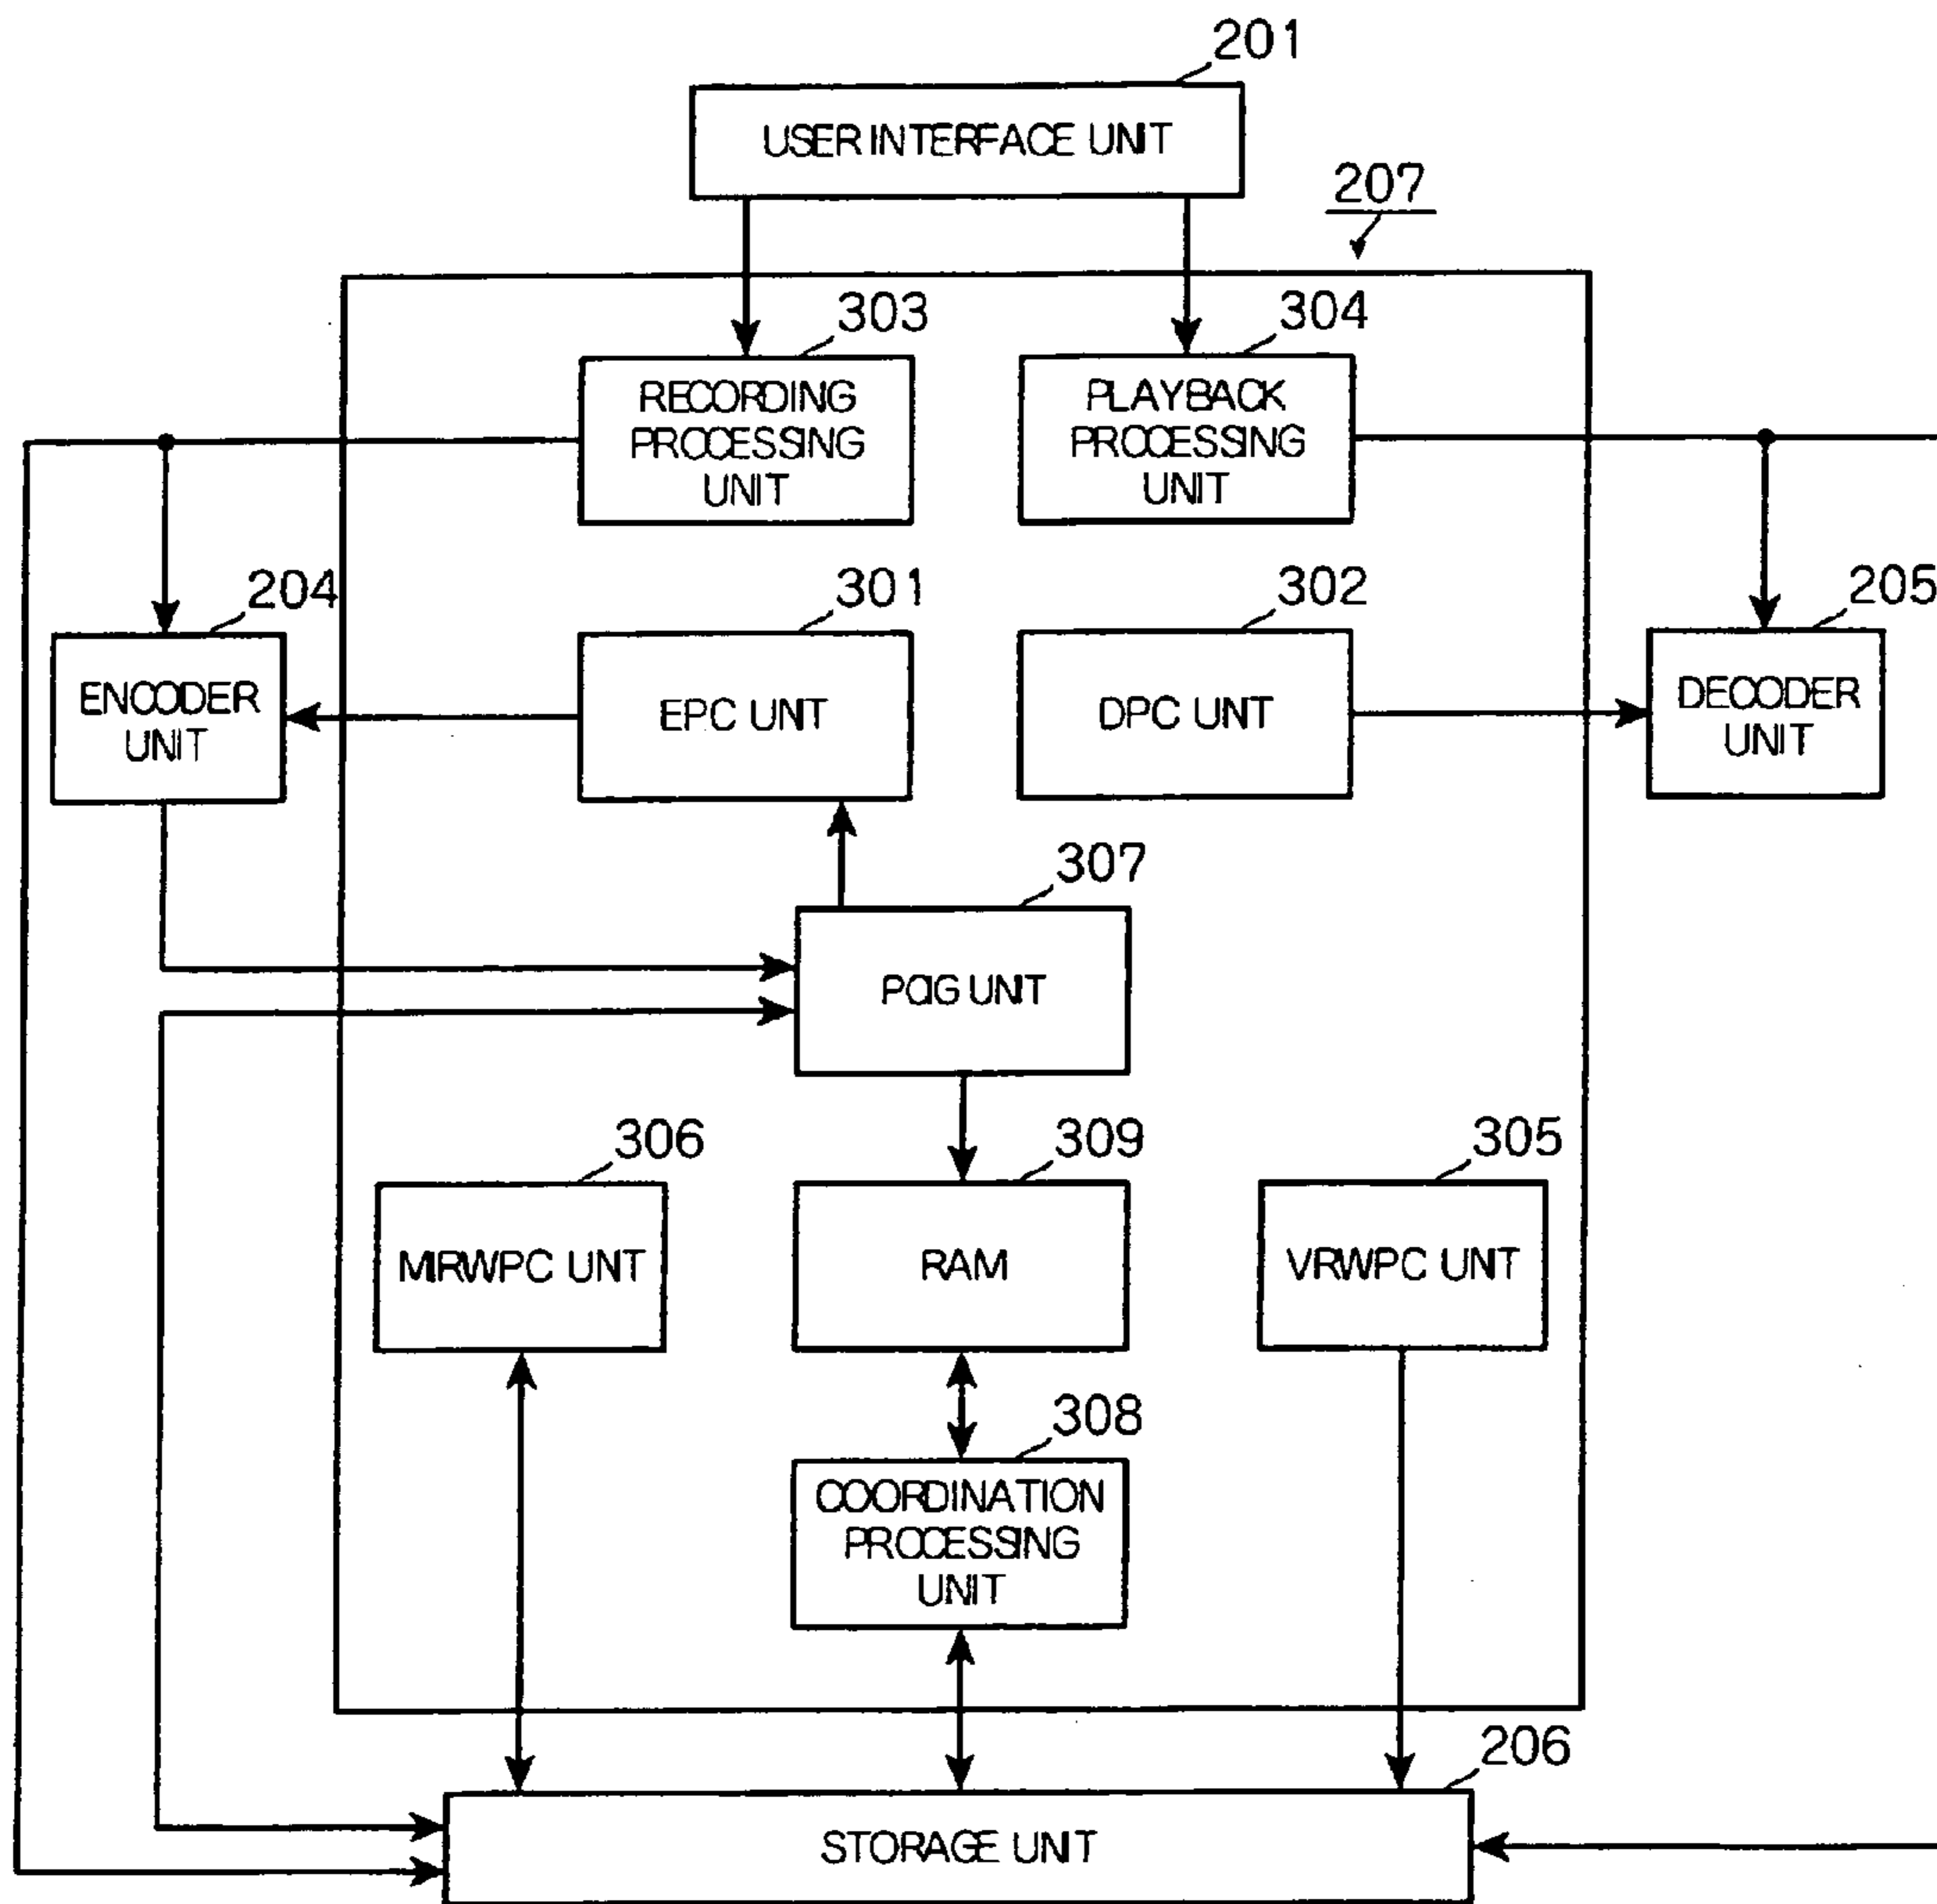 201
USER INTERFACE UNIT
207
303
304
RECORDING
PROCESSING
UNIT
PLAYBACK
PROCESSING
UNIT
204
301
302
205
ENCODER
UNIT
EPC UNIT
DPC UNIT
DECODER
UNIT
307
PCIG UNIT
306
309
305
MIRWPC UNIT
RAM
VRWPC UNIT
308
COORDINATION
PROCESSING
UNIT
206
STORAGE UNIT